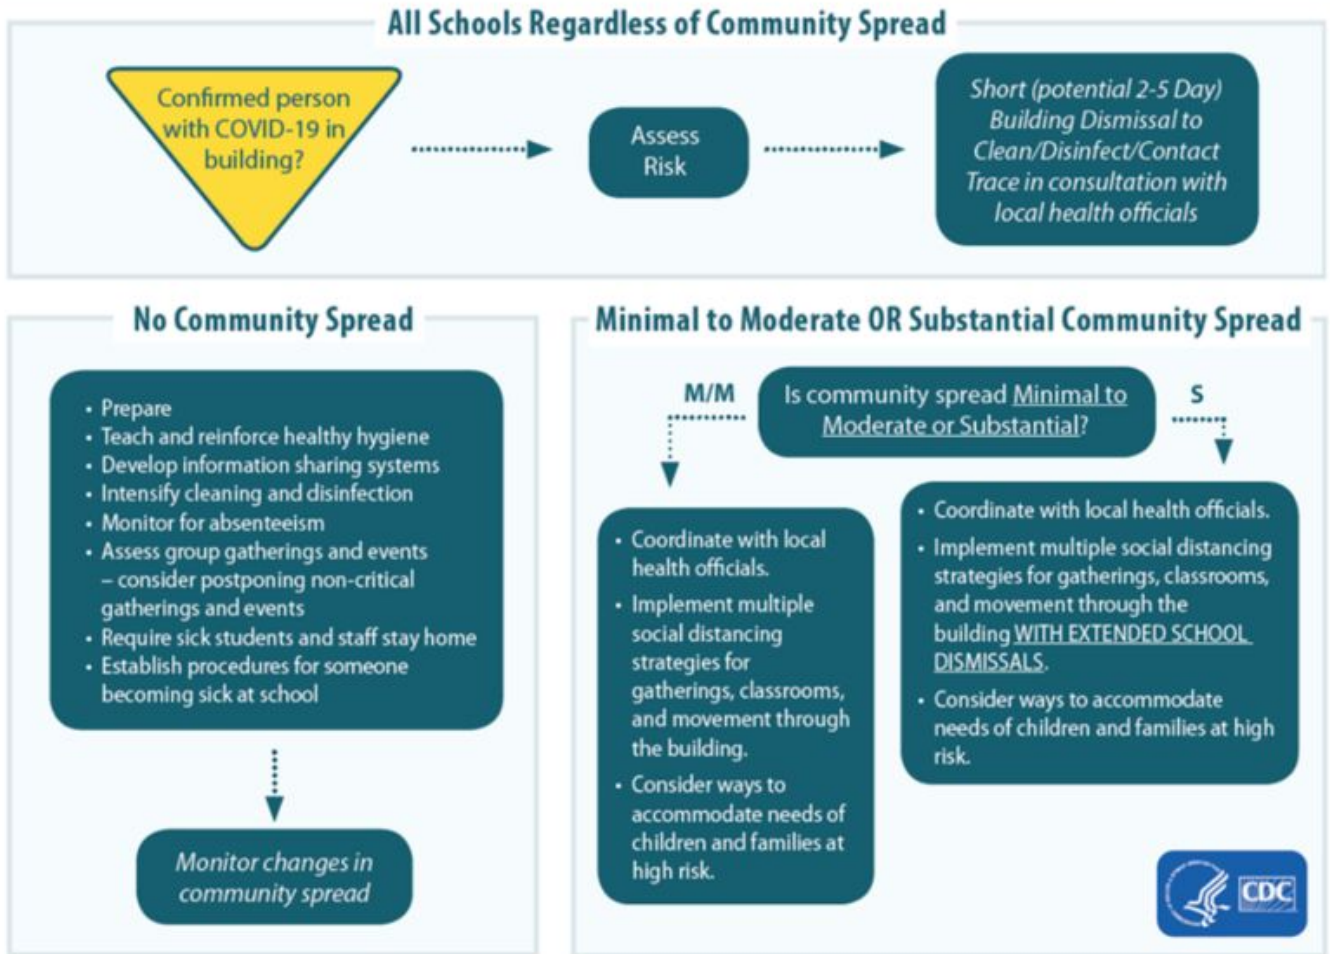 All Schools Regardless of Community Spread
Confirmed person
with COVID-19 in
building?
Assess
Risk
Short (potential 2-5 Day)
Building Dismissal to
Clean/Disinfect/Contact
Trace in consultation with
local health officials
No Community Spread
• Prepare
• Teach and reinforce healthy hygiene
• Develop information sharing systems
• Intensify cleaning and disinfection
• Monitor for absenteeism
• Assess group gatherings and events
– consider postponing non-critical
gatherings and events
• Require sick students and staff stay home
• Establish procedures for someone
becoming sick at school
Monitor changes in
community spread
Minimal to Moderate OR Substantial Community Spread
M/M
Is community spread Minimal to
Moderate or Substantial?
S
• Coordinate with local
health officials.
• Implement multiple
social distancing
strategies for
gatherings, classrooms,
and movement through
the building.
• Consider ways to
accommodate needs of
children and families at
high risk.
• Coordinate with local health officials.
• Implement multiple social distancing
strategies for gatherings, classrooms,
and movement through the
building WITH EXTENDED SCHOOL
DISMISSALS.
• Consider ways to accommodate
needs of children and families at high
risk.
CDC